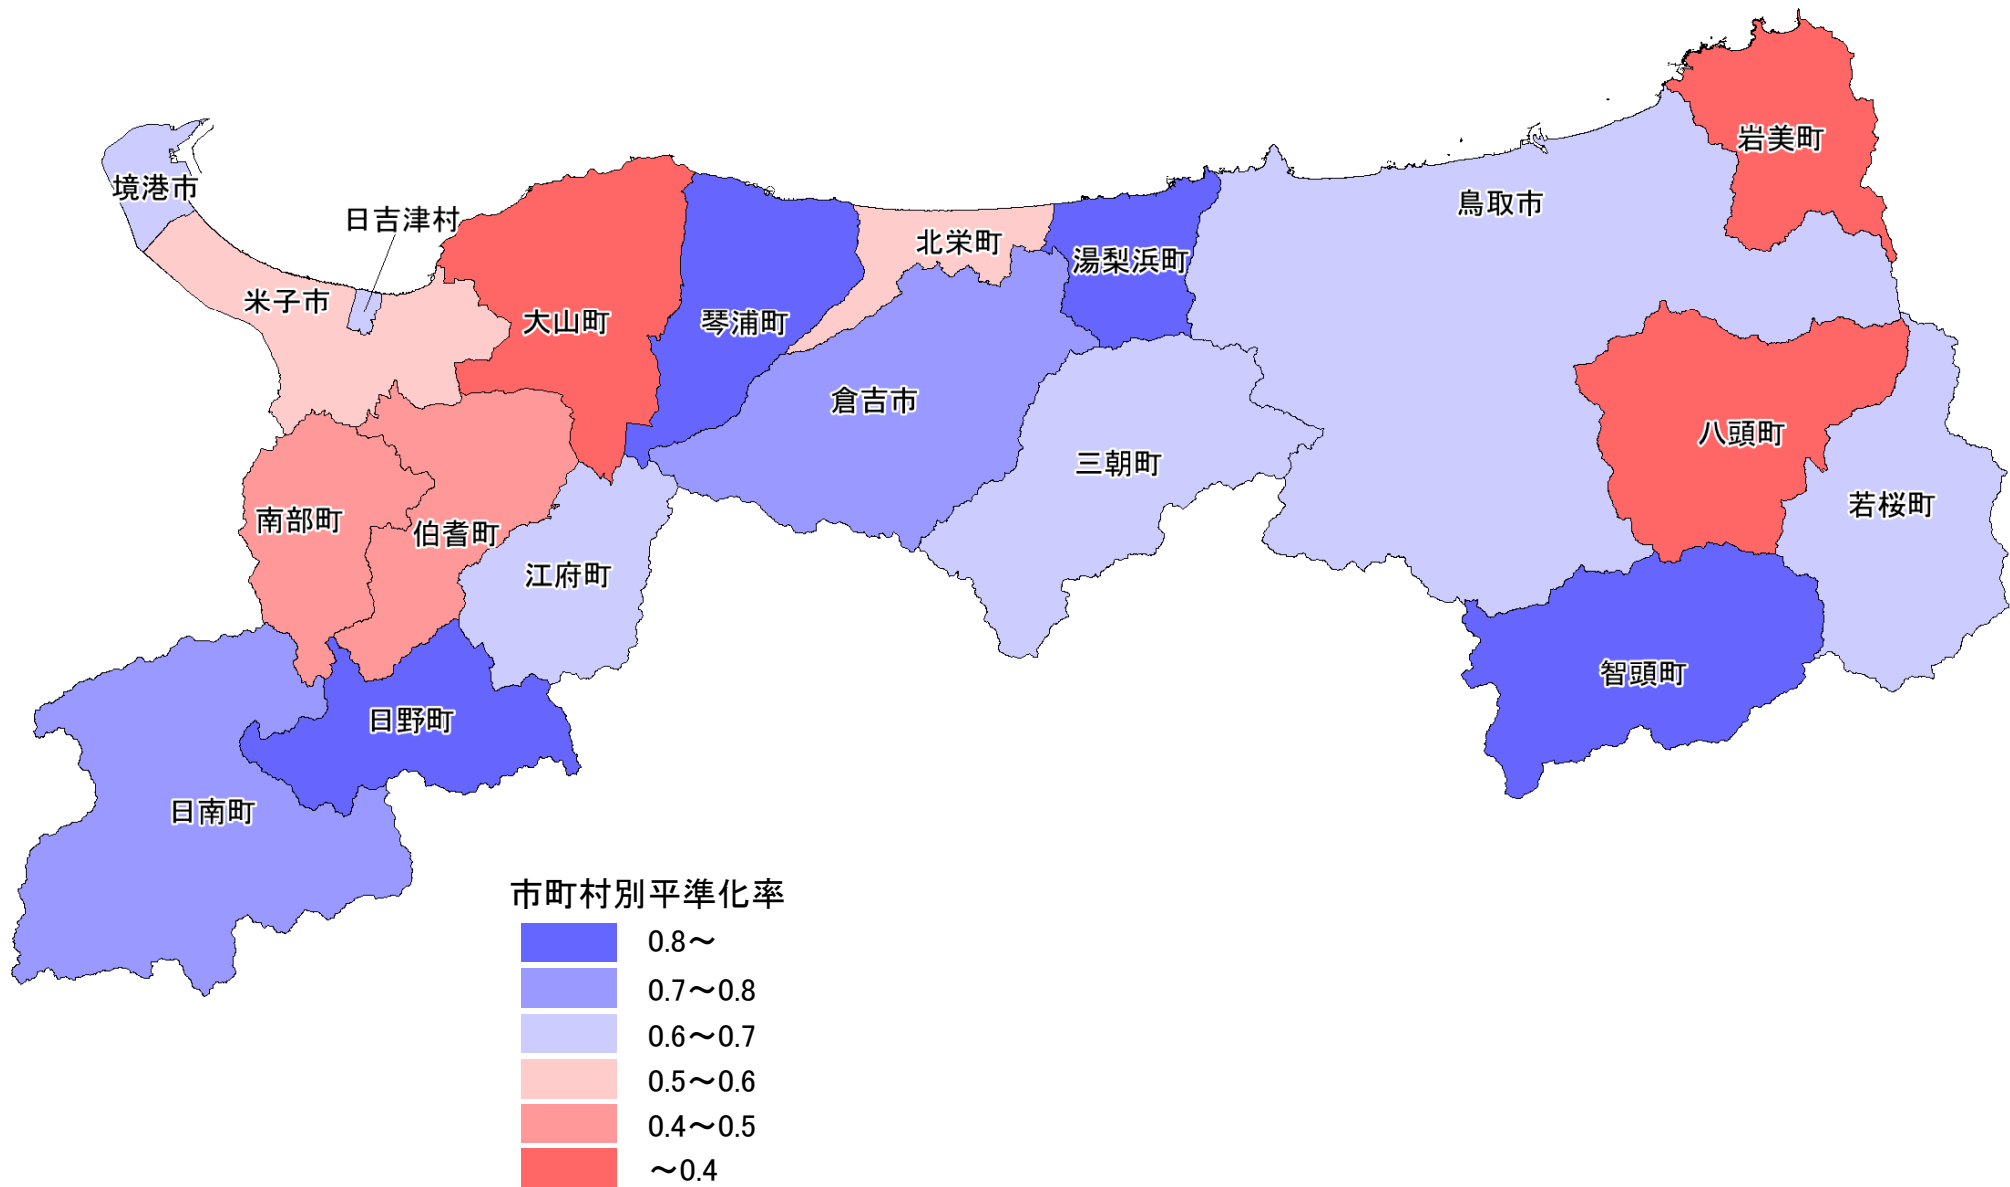 岩美町
境港市
鳥取市
日吉津村
北栄町
湯梨浜町
米子市
大山町
琴浦町
倉吉市
八頭町
三朝町
若桜町
南部町
伯耆町
江府町
智頭町
日野町
日南町
市町村別平準化率
0.8～
0.7～0.8
0.6～0.7
0.5～0.6
0.4～0.5
～0.4